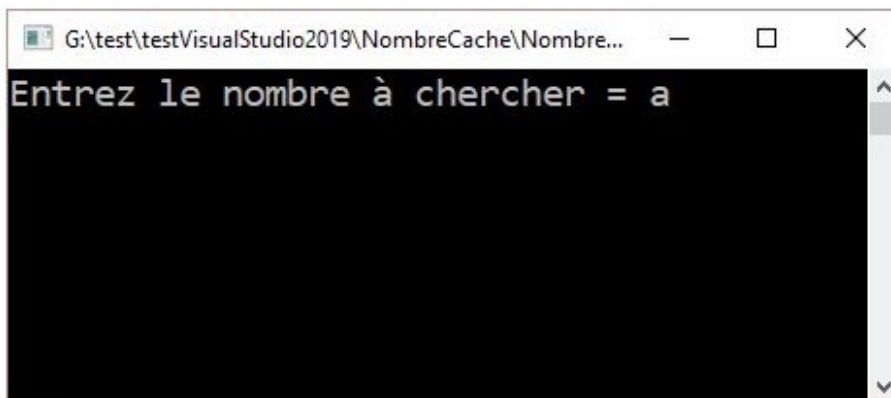 G:\test\testVisualStudio2019\NombreCache\Nombre...
Entrez le nombre à chercher = a